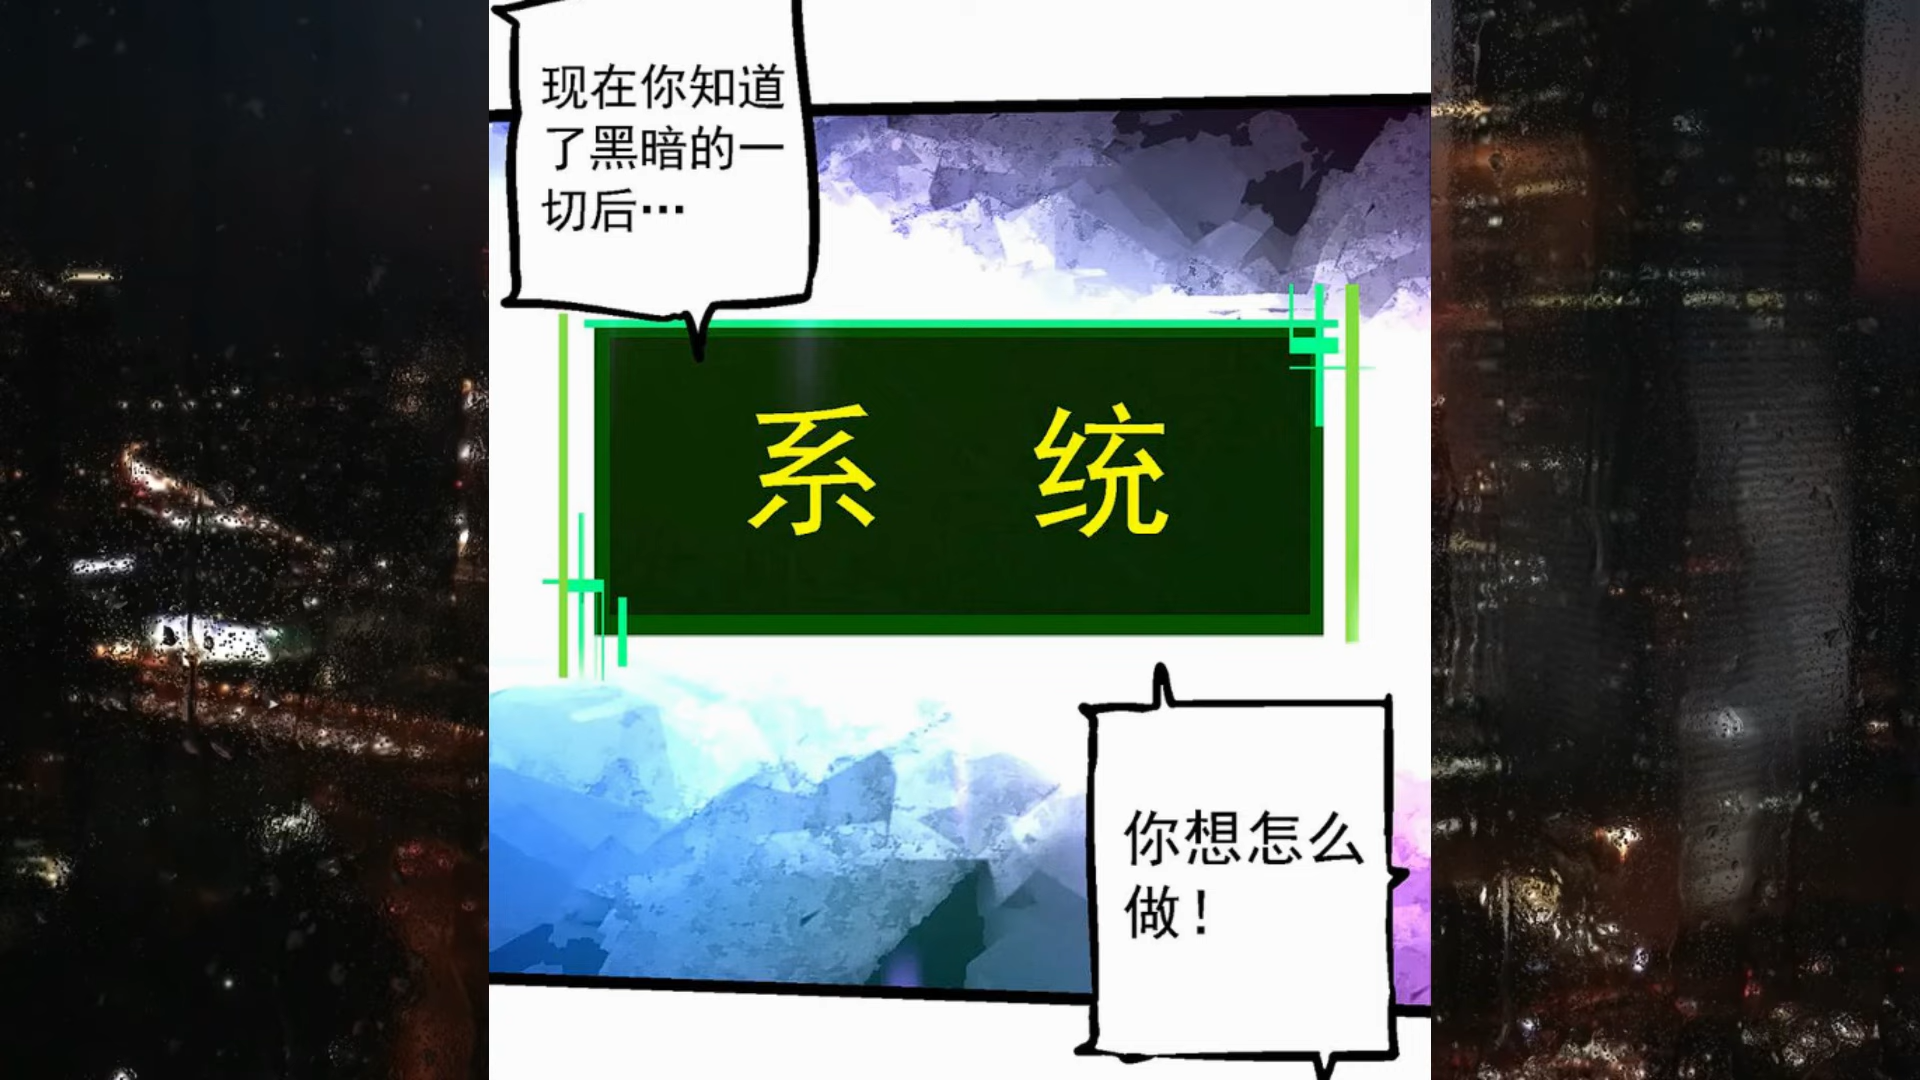 现在你知道
了黑暗的一
切后…
系 统
你想怎么
做！